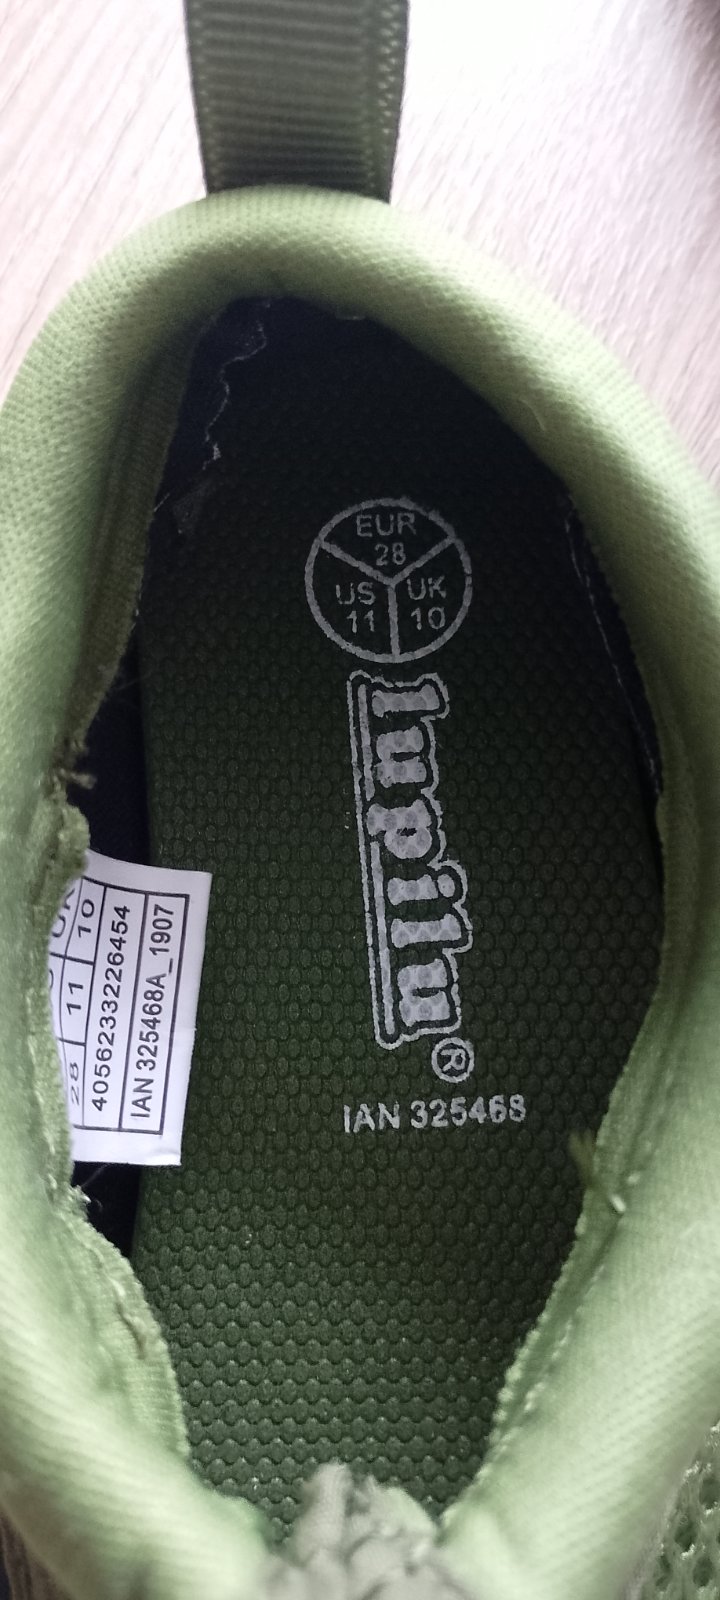 EUR
28
US UK
11 10
lupilu®
IAN 325468
28 11 10
4056233226454
IAN 325468A_1907